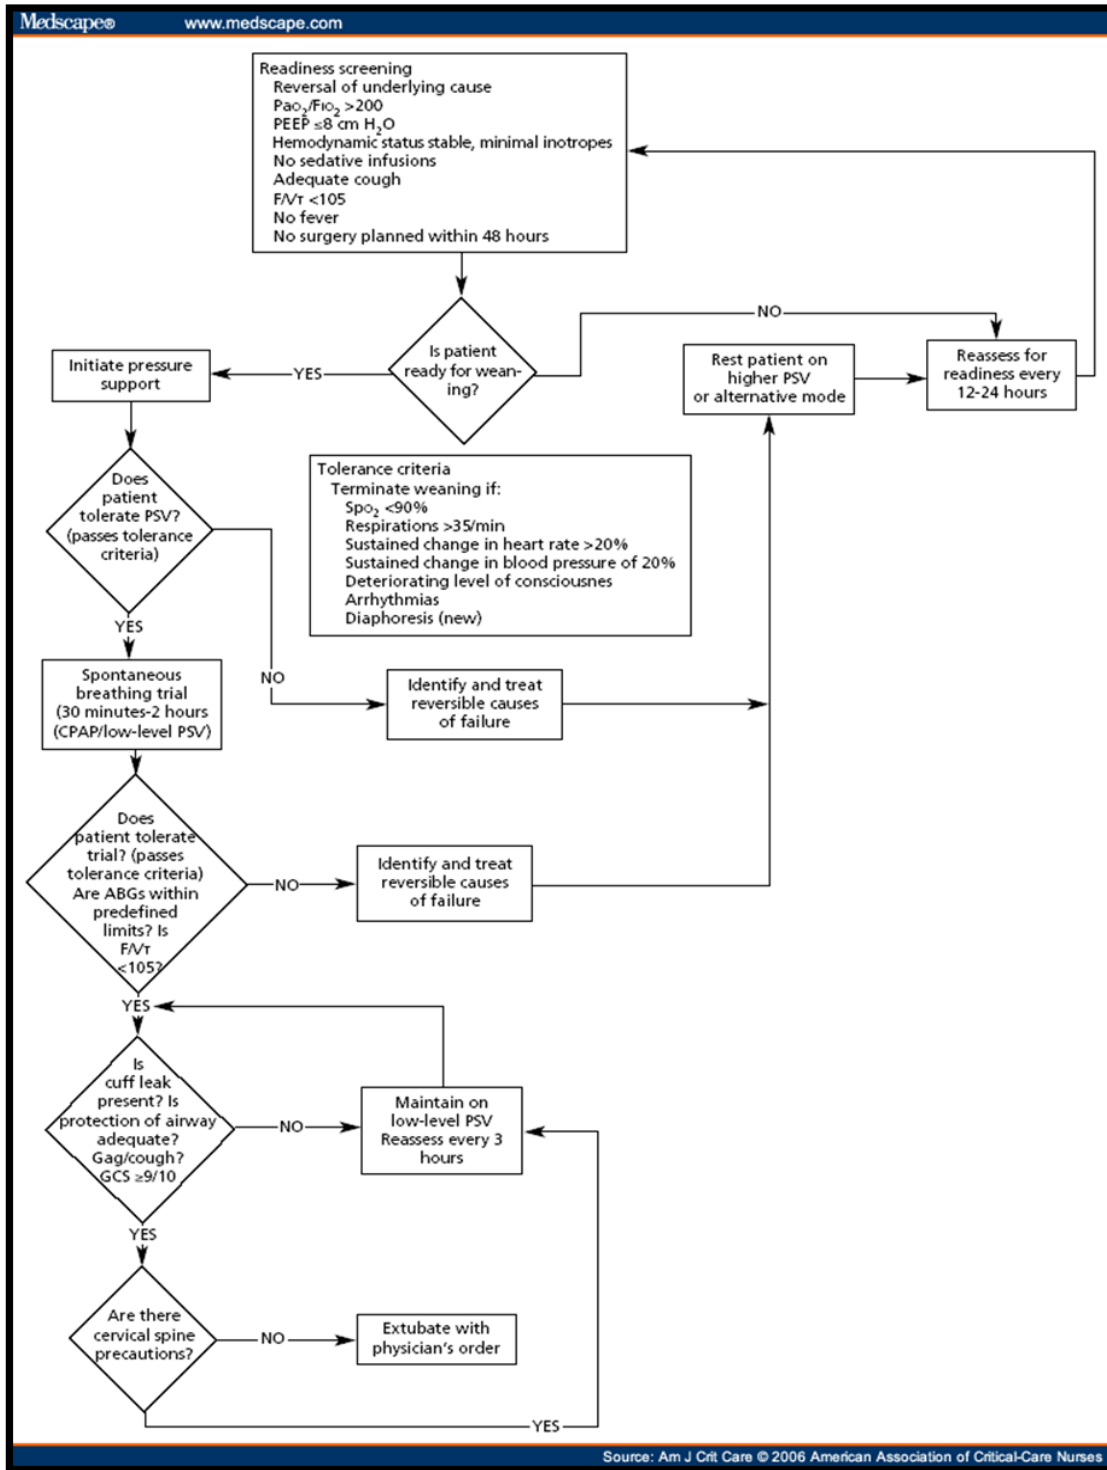 Medscape® www.medscape.com
Readiness screening
Reversal of underlying cause
Pao₂/Fio₂ >200
PEEP ≤8 cm H₂O
Hemodynamic status stable, minimal inotropes
No sedative infusions
Adequate cough
F/VT <105
No fever
No surgery planned within 48 hours
Is patient
ready for wean-
ing?
NO
YES
Initiate pressure
support
Rest patient on
higher PSV
or alternative mode
Reassess for
readiness every
12-24 hours
Does
patient
tolerate PSV?
(passes tolerance
criteria)
Tolerance criteria
Terminate weaning if:
Spo₂ <90%
Respirations >35/min
Sustained change in heart rate >20%
Sustained change in blood pressure of 20%
Deteriorating level of consciousnes
Arrhythmias
Diaphoresis (new)
YES
NO
Spontaneous
breathing trial
(30 minutes-2 hours
(CPAP/low-level PSV)
Identify and treat
reversible causes
of failure
Does
patient tolerate
trial? (passes
tolerance criteria)
Are ABGs within
predefined
limits? Is
F/VT
<105?
NO
Identify and treat
reversible causes
of failure
YES
Is
cuff leak
present? Is
protection of airway
adequate?
Gag/cough?
GCS ≥9/10
NO
Maintain on
low-level PSV
Reassess every 3
hours
YES
Are there
cervical spine
precautions?
NO
Extubate with
physician's order
YES
Source: Am J Crit Care © 2006 American Association of Critical-Care Nurses